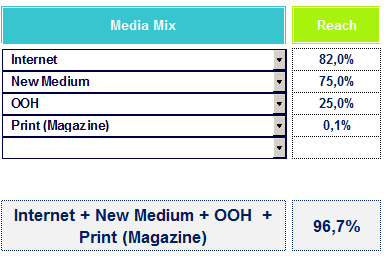 Media Mix Reach
Internet 82,0%
New Medium 75,0%
OOH 25,0%
Print (Magazine) 0,1%
Internet + New Medium + OOH +
Print (Magazine)
96,7%